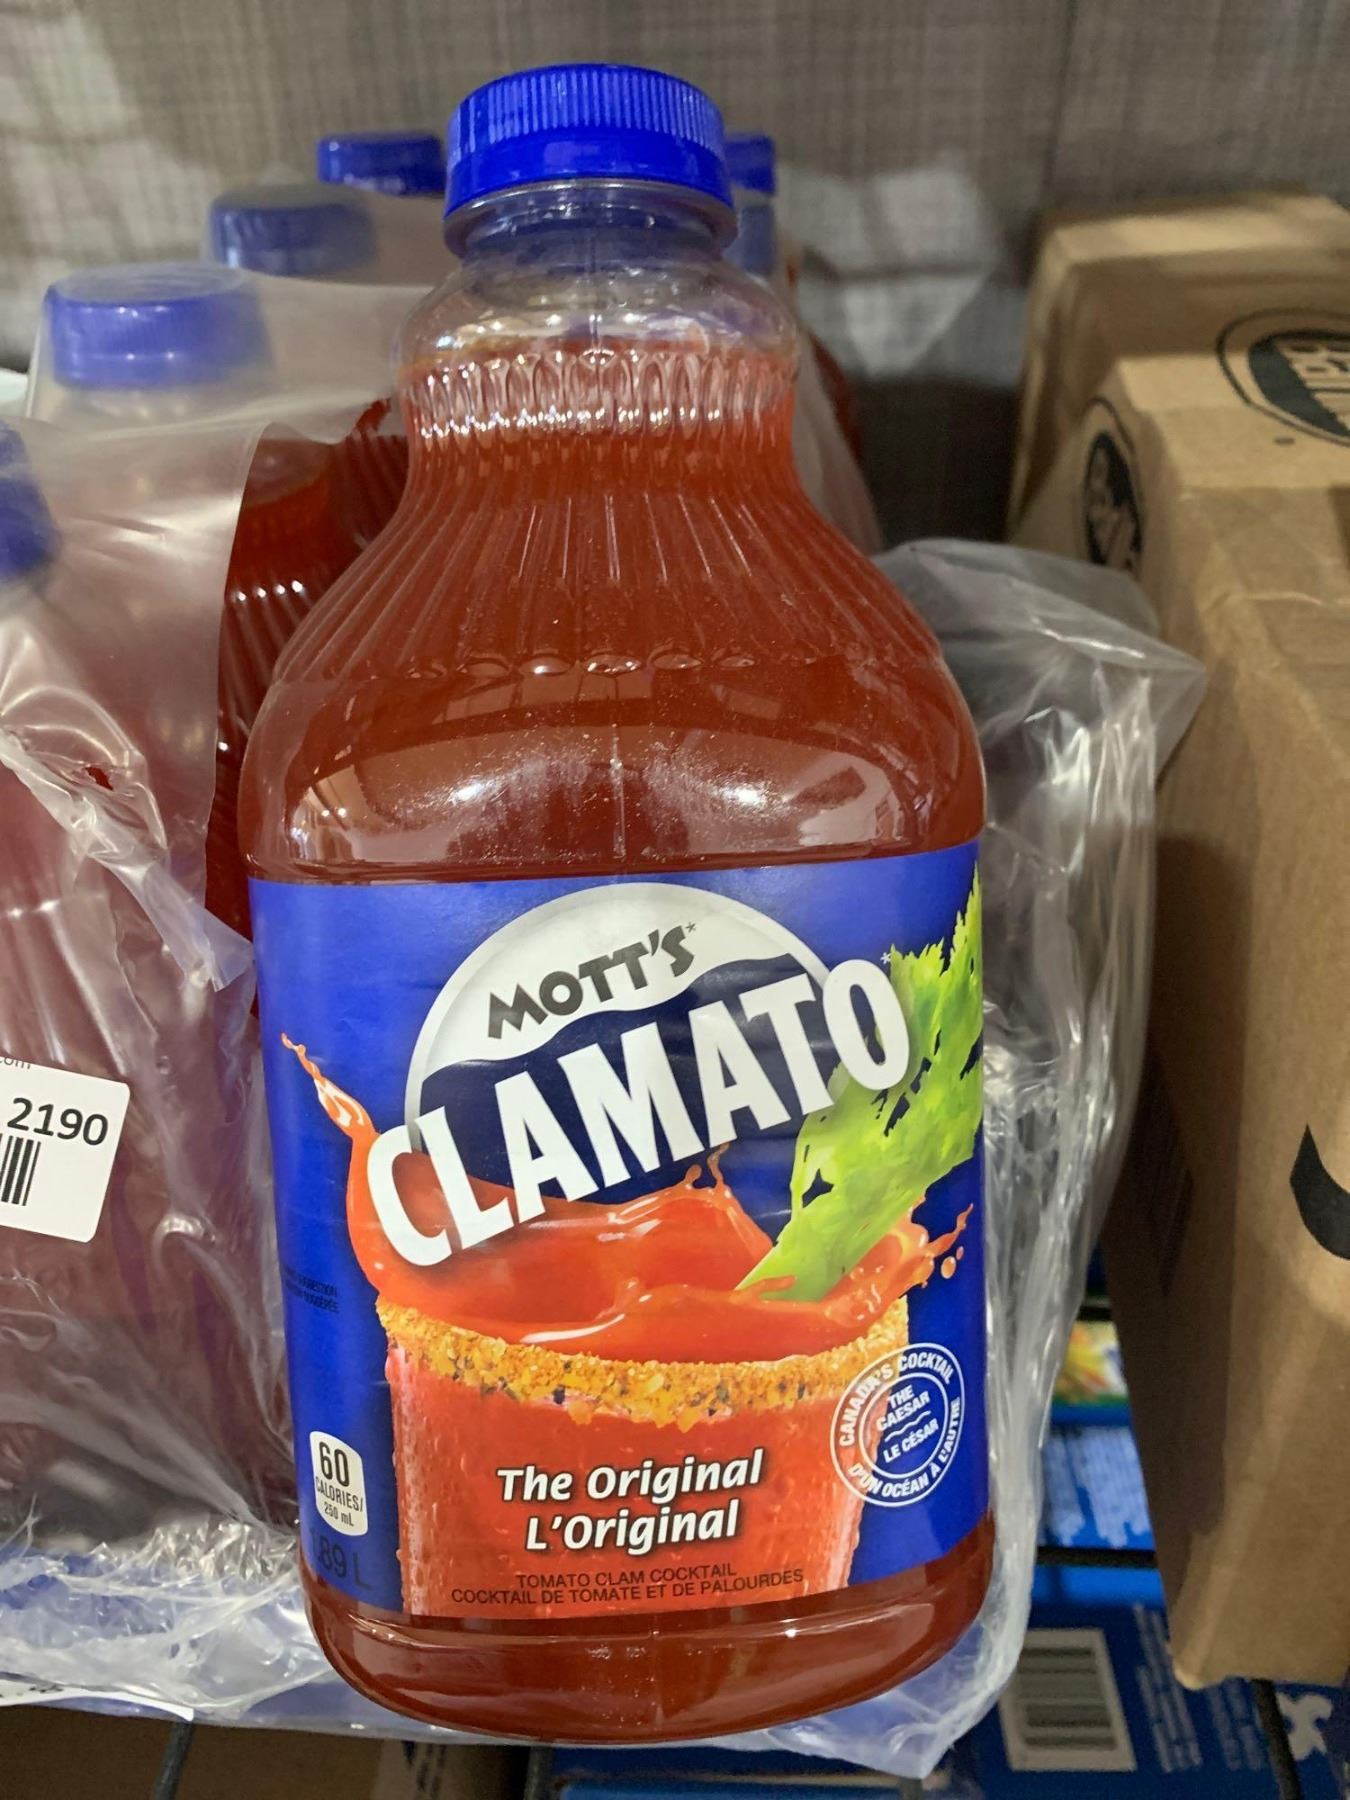 MOTT'S*
CLAMATO*
CANADA'S COCKTAIL
THE
CAESAR
LE CÉSAR
D'UN OCÉAN À L'AUTRE
60
CALORIES/
250 mL
The Original
L'Original
89 L
TOMATO CLAM COCKTAIL
COCKTAIL DE TOMATE ET DE PALOURDES
com
2190